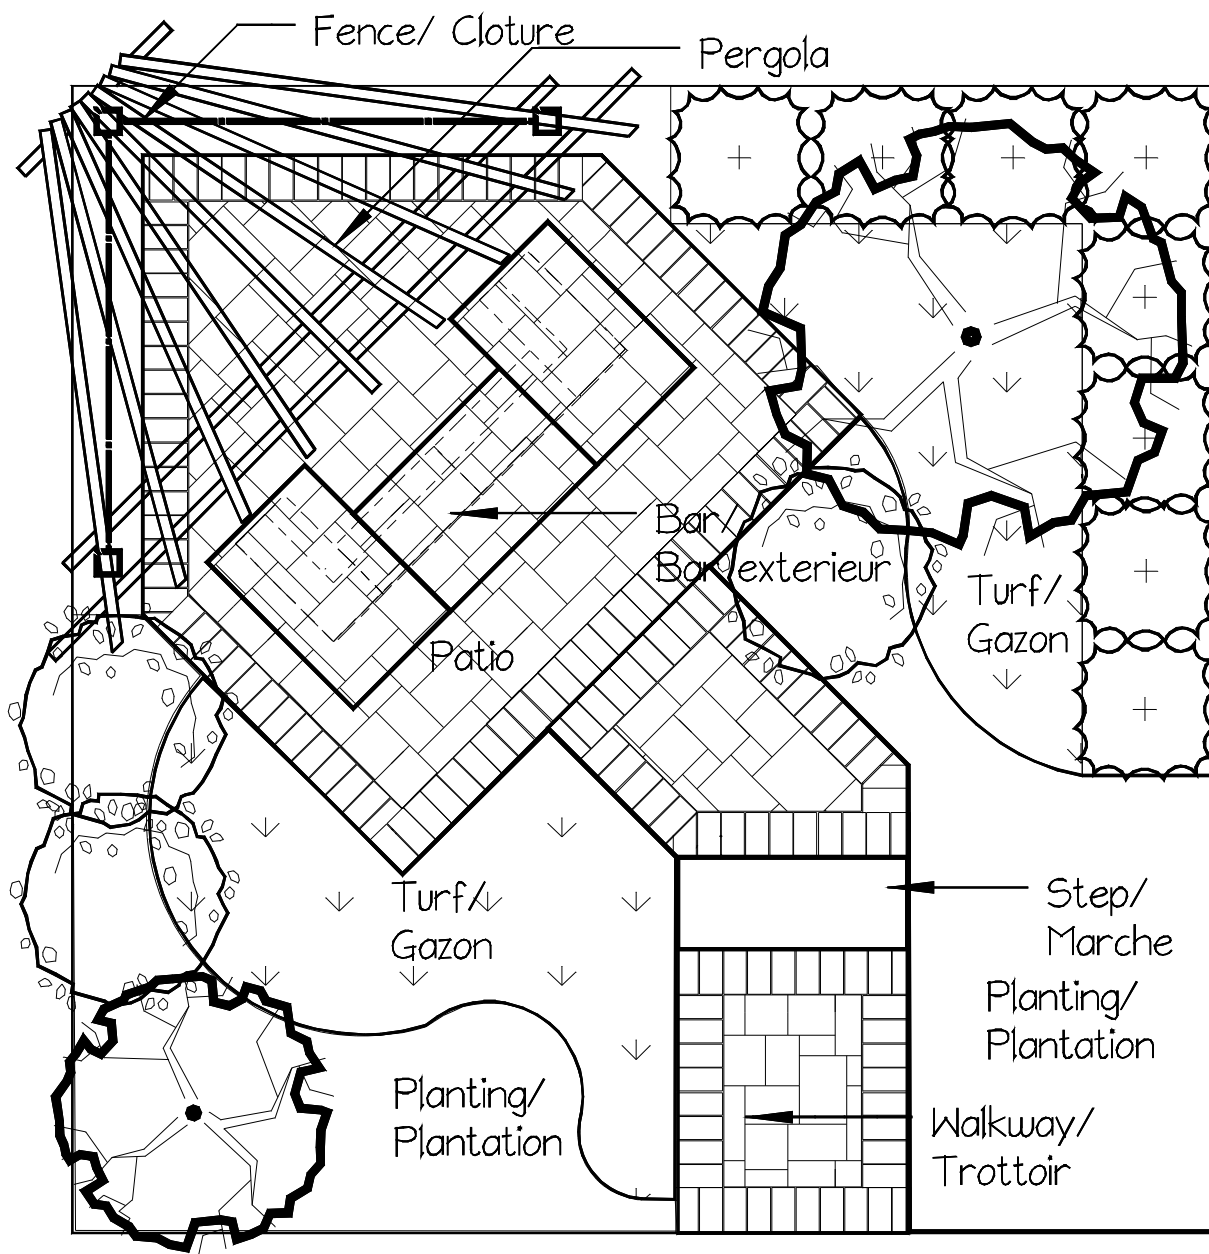 Fence/ Cloture
Pergola
Bar/
Bar exterieur
Turf/
Gazon
Patio
Turf/
Gazon
Step/
Marche
Planting/
Plantation
Planting/
Plantation
Walkway/
Trottoir